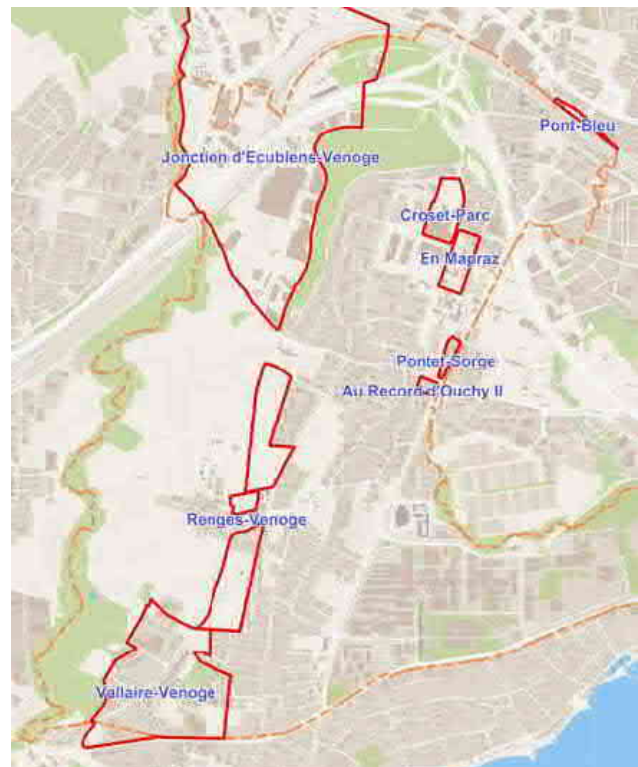 Pont-Bleu
Jonction d'Ecublens-Venoge
Croset-Parc
En Mapraz
Pontet-Sorge
Au Record d'Ouchy II
Renges-Venoge
Vallaire-Venoge